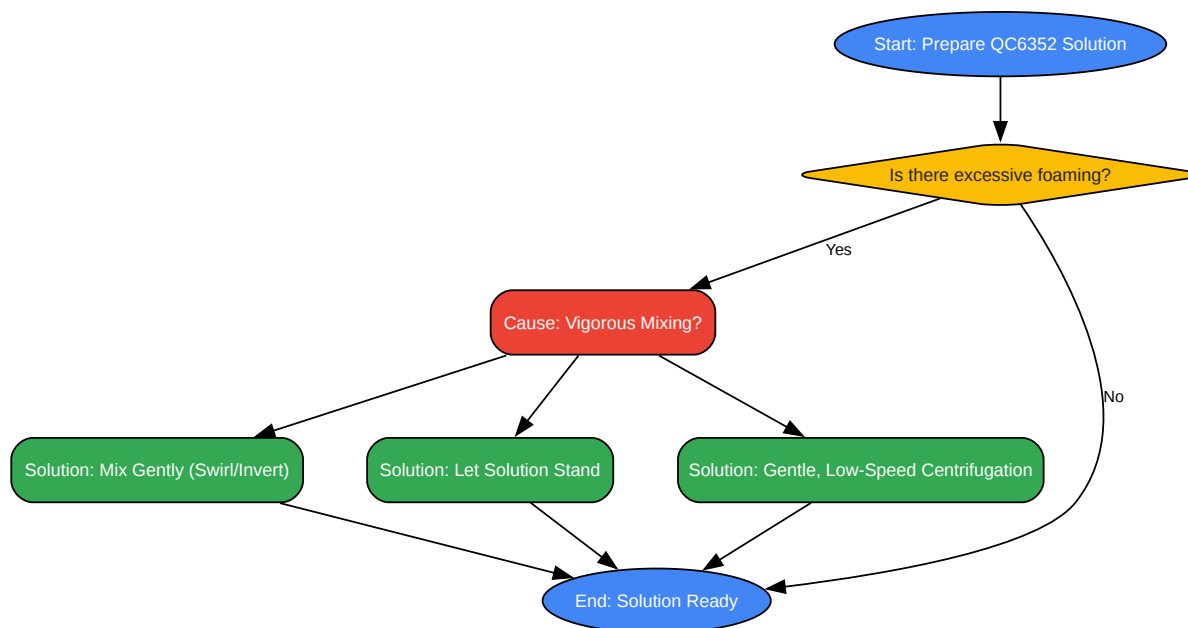 Start: Prepare QC6352 Solution
Is there excessive foaming?
Yes
Cause: Vigorous Mixing?
No
Solution: Mix Gently (Swirl/Invert)
Solution: Let Solution Stand
Solution: Gentle, Low-Speed Centrifugation
End: Solution Ready